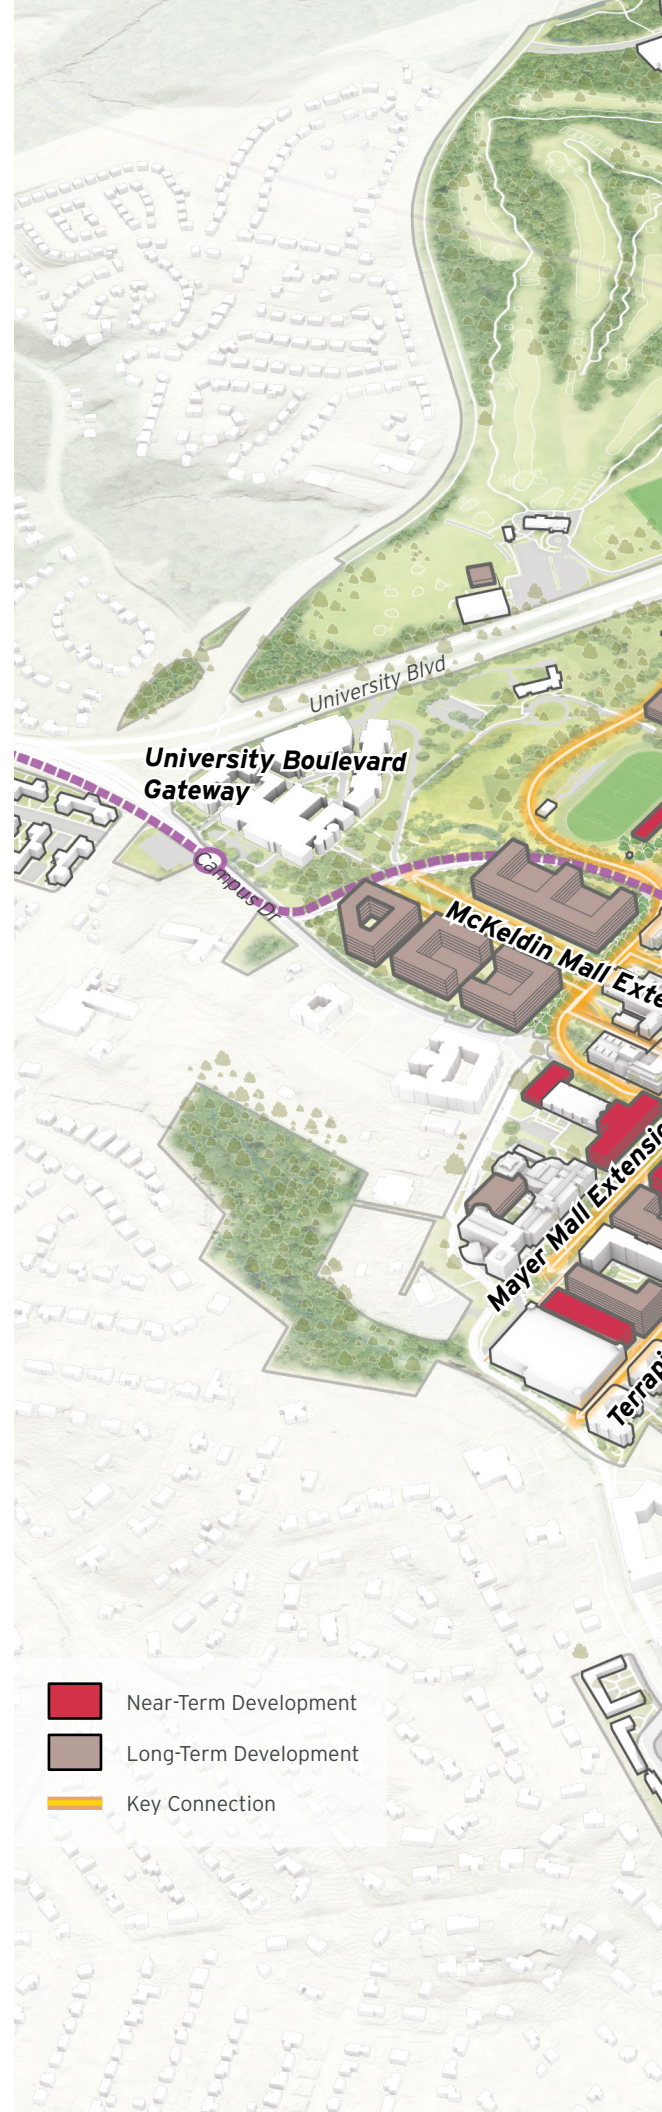 University Blvd
University Boulevard
Gateway
Campus Dr
McKeldin Mall Exte
Mayer Mall Extensio
Terrapi
Near-Term Development
Long-Term Development
Key Connection